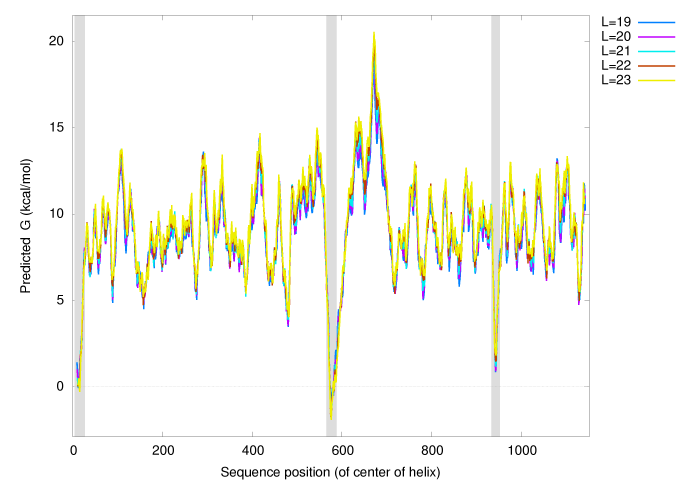 L=19
L=20
L=21
L=22
L=23
20
15
10
5
0
Predicted G (kcal/mol)
0 200 400 600 800 1000
Sequence position (of center of helix)